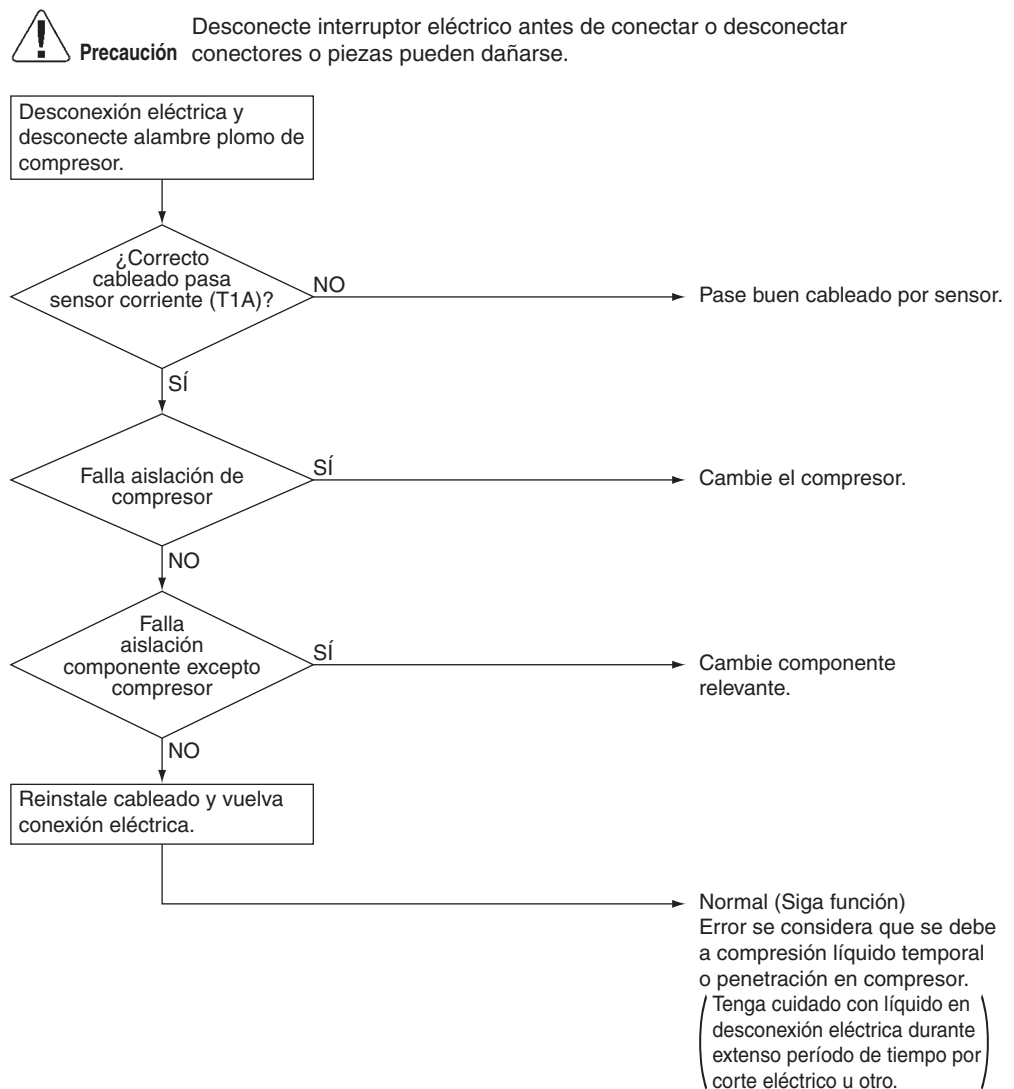 Desconecte interruptor eléctrico antes de conectar o desconectar
Precaución conectores o piezas pueden dañarse.
Desconexión eléctrica y
desconecte alambre plomo de
compresor.
¿Correcto
cableado pasa
sensor corriente (T1A)?
NO
Pase buen cableado por sensor.
SÍ
Falla aislación de
compresor
SÍ
Cambie el compresor.
NO
Falla
aislación
componente excepto
compresor
SÍ
Cambie componente
relevante.
NO
Reinstale cableado y vuelva
conexión eléctrica.
Normal (Siga función)
Error se considera que se debe
a compresión líquido temporal
o penetración en compresor.
(Tenga cuidado con líquido en
desconexión eléctrica durante
extenso período de tiempo por
corte eléctrico u otro.)